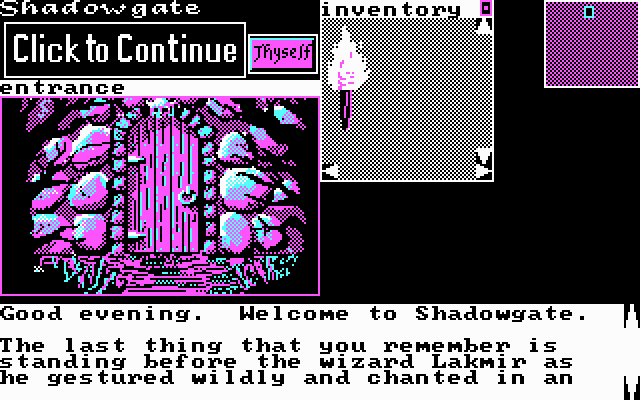 Shadowgate
inventory
Click to Continue
Thyself
entrance
Good evening.  Welcome to Shadowgate.
The last thing that you remember is
standing before the wizard Lakmir as
he gestured wildly and chanted in an